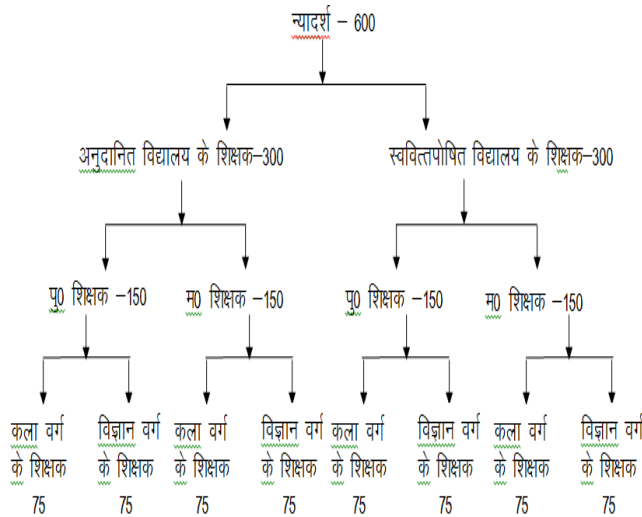 न्यादर्श – 600
अनुदानित विद्यालय के शिक्षक–300 स्ववित्तपोषित विद्यालय के शिक्षक–300
पु0 शिक्षक –150 म0 शिक्षक –150 पु0 शिक्षक –150 म0 शिक्षक –150
कला वर्ग विज्ञान वर्ग कला वर्ग विज्ञान वर्ग कला वर्ग विज्ञान वर्ग कला वर्ग विज्ञान वर्ग
के शिक्षक के शिक्षक के शिक्षक के शिक्षक के शिक्षक के शिक्षक के शिक्षक के शिक्षक
75 75 75 75 75 75 75 75